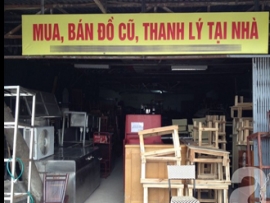 MUA, BÁN ĐỒ CŨ, THANH LÝ TẠI NHÀ